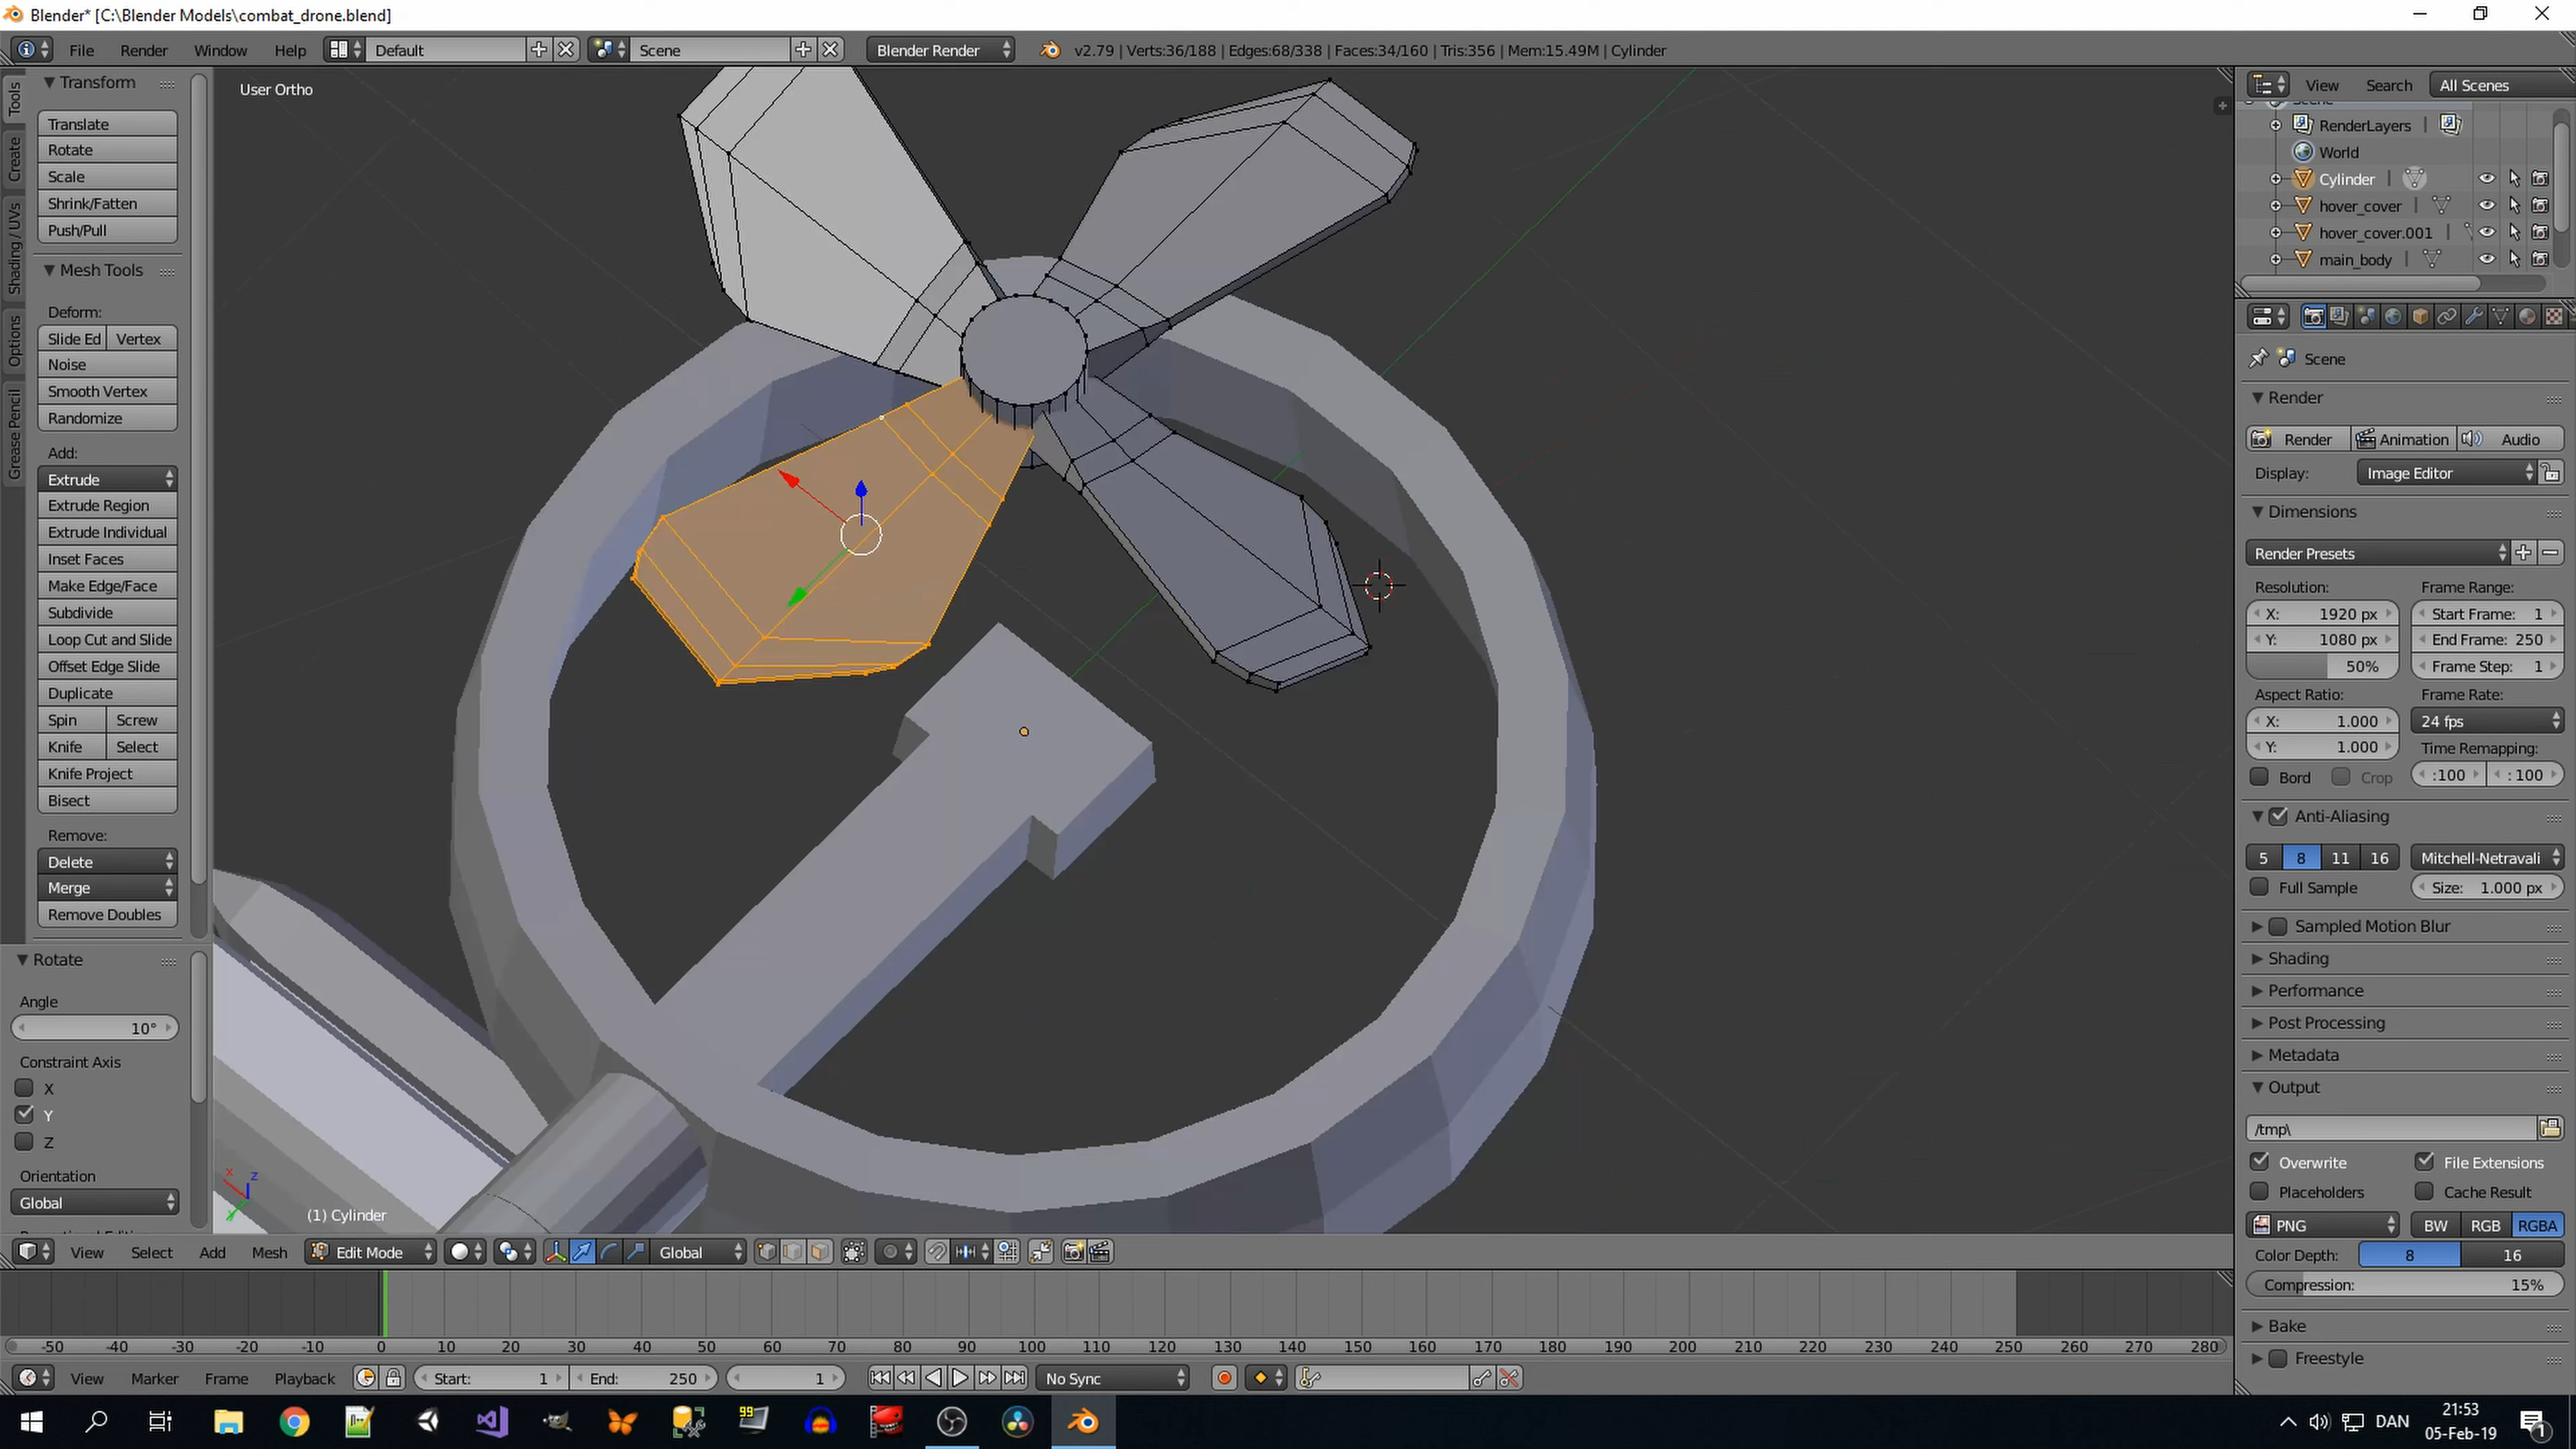 Blender* [C:\Blender Models\combat_drone.blend]
File Render Window Help Default Scene Blender Render v2.79 | Verts:36/188 | Edges:68/338 | Faces:34/160 | Tris:356 | Mem:15.49M | Cylinder
Tools
Create
Shading / UVs
Options
Grease Pencil
Transform
Translate
Rotate
Scale
Shrink/Fatten
Push/Pull
Mesh Tools
Deform:
Slide Ed Vertex
Noise
Smooth Vertex
Randomize
Add:
Extrude
Extrude Region
Extrude Individual
Inset Faces
Make Edge/Face
Subdivide
Loop Cut and Slide
Offset Edge Slide
Duplicate
Spin Screw
Knife Select
Knife Project
Bisect
Remove:
Delete
Merge
Remove Doubles
Rotate
Angle
10°
Constraint Axis
X
Y
Z
Orientation
Global
User Ortho
x z
y
(1) Cylinder
View Search All Scenes
Scene
RenderLayers |
World
Cylinder |
hover_cover |
hover_cover.001 |
main_body |
Scene
Render
Render Animation Audio
Display: Image Editor
Dimensions
Render Presets
Resolution: Frame Range:
X: 1920 px Start Frame: 1
Y: 1080 px End Frame: 250
50% Frame Step: 1
Aspect Ratio: Frame Rate:
X: 1.000 24 fps
Y: 1.000 Time Remapping:
Bord Crop :100 : 100
Anti-Aliasing
5 8 11 16 Mitchell-Netravali
Full Sample Size: 1.000 px
Sampled Motion Blur
Shading
Performance
Post Processing
Metadata
Output
/tmp\
Overwrite File Extensions
Placeholders Cache Result
PNG BW RGB RGBA
Color Depth: 8 16
Compression: 15%
Bake
Freestyle
View Select Add Mesh Edit Mode Global
-50 -40 -30 -20 -10 0 10 20 30 40 50 60 70 80 90 100 110 120 130 140 150 160 170 180 190 200 210 220 230 240 250 260 270 280
View Marker Frame Playback Start: 1 End: 250 1 No Sync
99
DAN
21:53
05-Feb-19
1